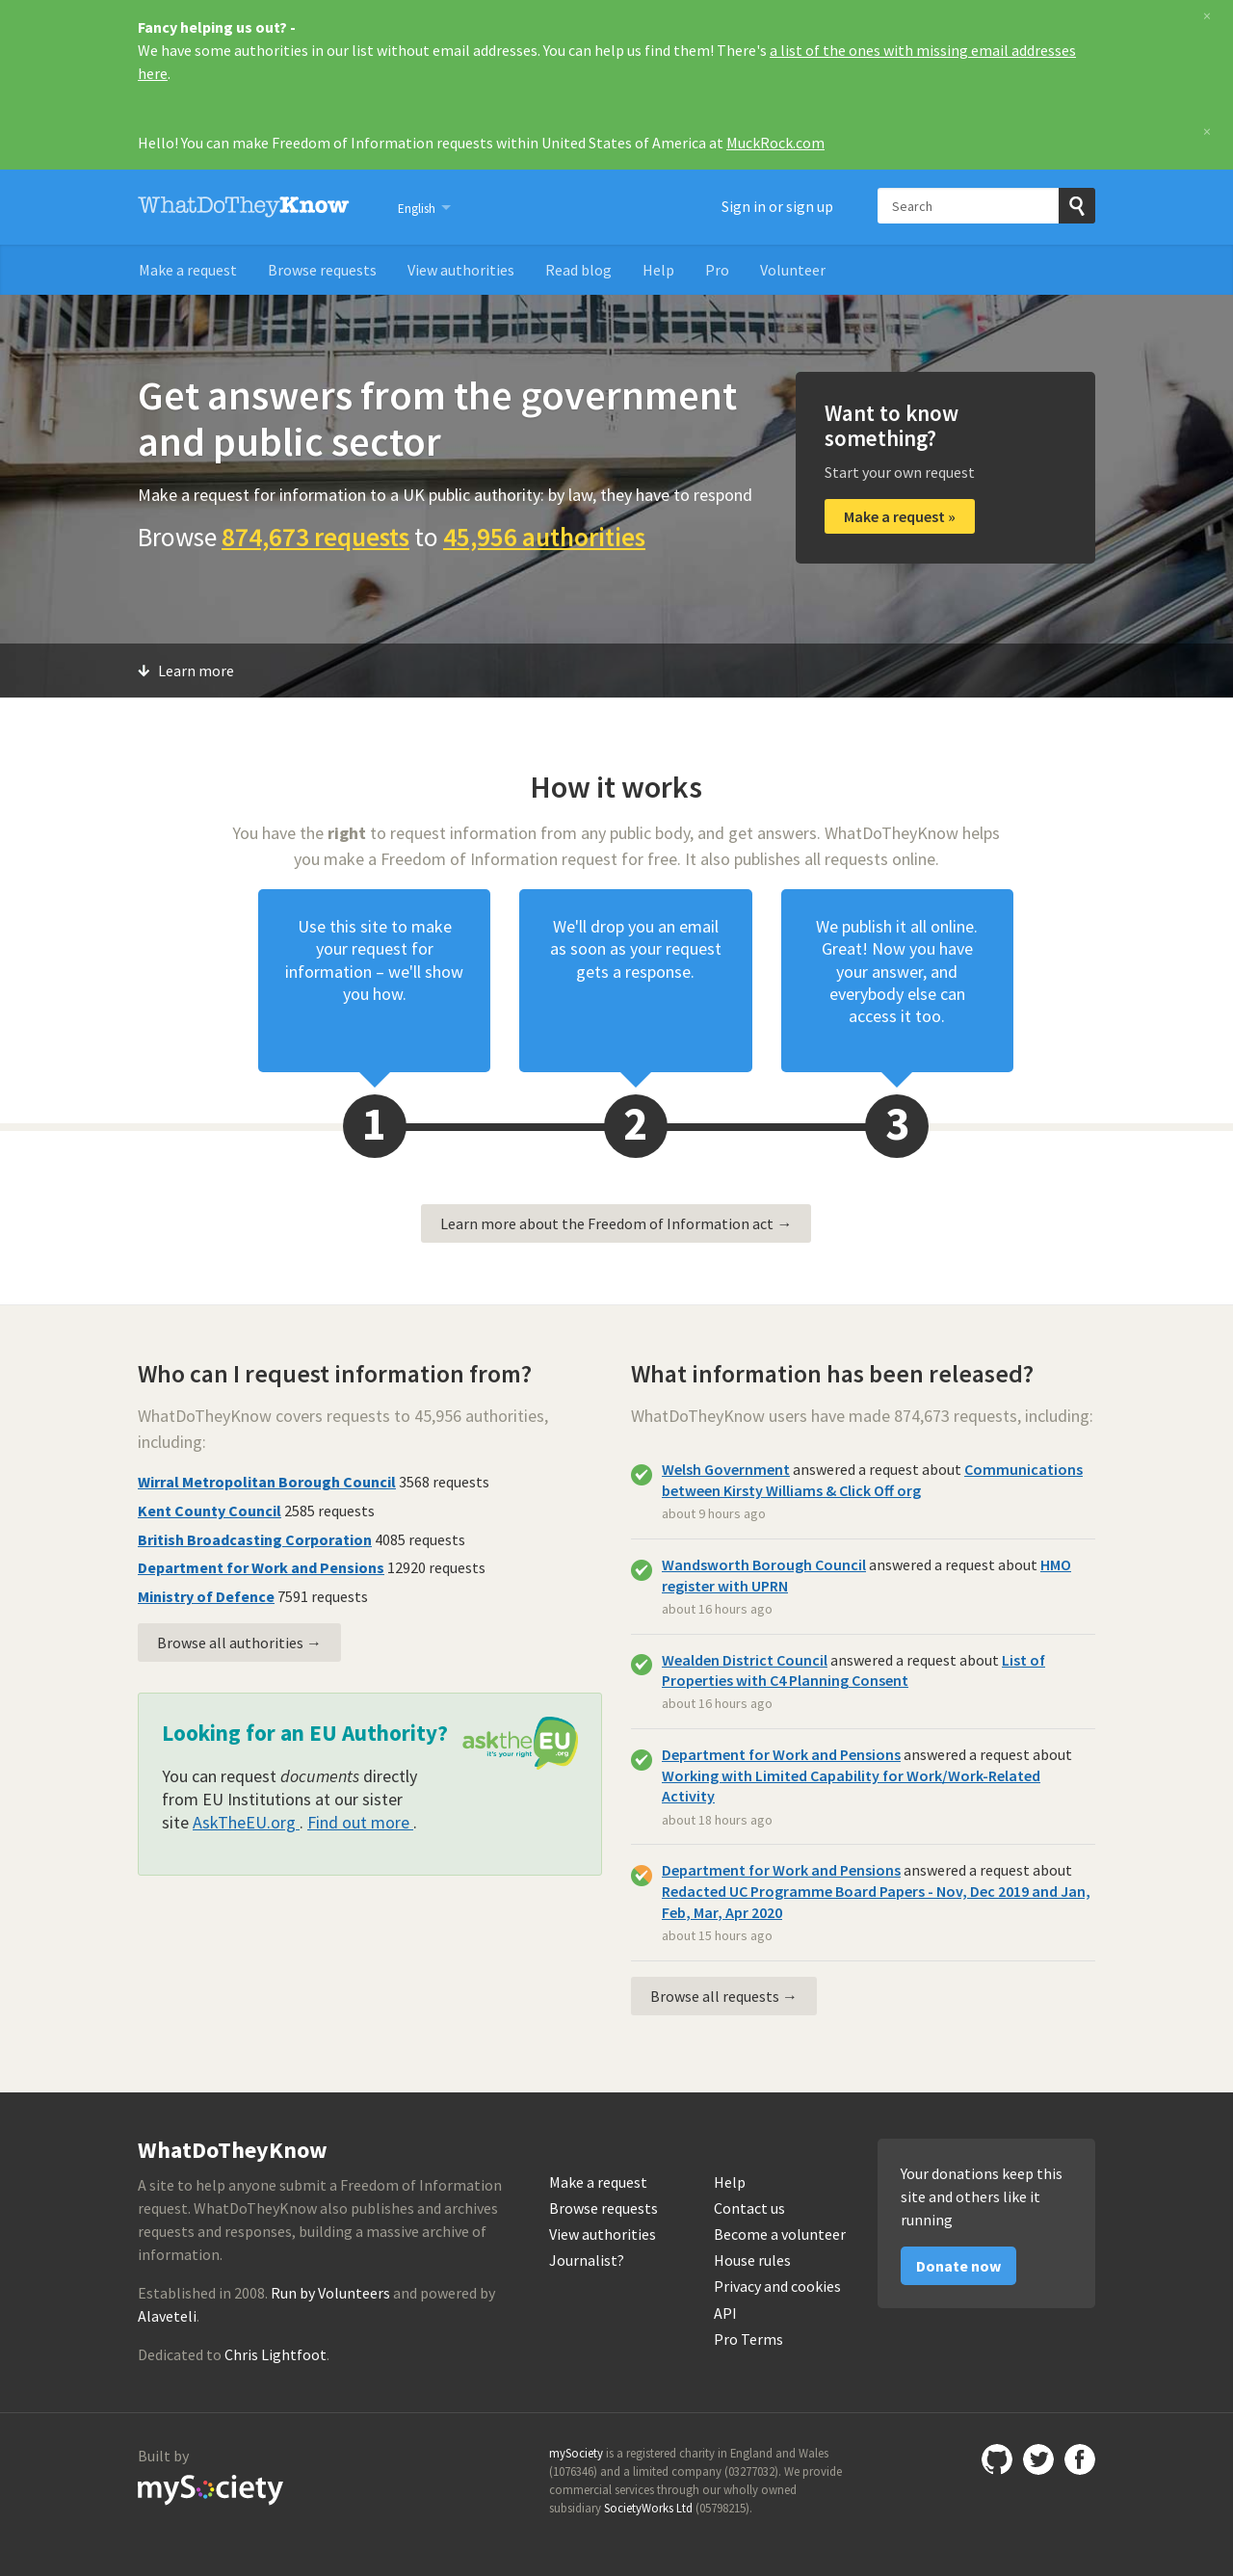 Fancy helping us out? -
We have some authorities in our list without email addresses. You can help us find them! There's a list of the ones with missing email addresses
here.
×
Hello! You can make Freedom of Information requests within United States of America at MuckRock.com
×
WhatDoTheyKnow
English
Sign in or sign up
Search
Make a request
Browse requests
View authorities
Read blog
Help
Pro
Volunteer
Get answers from the government
and public sector
Make a request for information to a UK public authority: by law, they have to respond
Browse 874,673 requests to 45,956 authorities
Want to know
something?
Start your own request
Make a request »
Learn more
How it works
You have the right to request information from any public body, and get answers. WhatDoTheyKnow helps
you make a Freedom of Information request for free. It also publishes all requests online.
Use this site to make
your request for
information – we'll show
you how.
We'll drop you an email
as soon as your request
gets a response.
We publish it all online.
Great! Now you have
your answer, and
everybody else can
access it too.
1
2
3
Learn more about the Freedom of Information act →
Who can I request information from?
WhatDoTheyKnow covers requests to 45,956 authorities,
including:
Wirral Metropolitan Borough Council 3568 requests
Kent County Council 2585 requests
British Broadcasting Corporation 4085 requests
Department for Work and Pensions 12920 requests
Ministry of Defence 7591 requests
Browse all authorities →
Looking for an EU Authority?
asktheEU
it's your right
.org
You can request documents directly
from EU Institutions at our sister
site AskTheEU.org . Find out more .
What information has been released?
WhatDoTheyKnow users have made 874,673 requests, including:
Welsh Government answered a request about Communications
between Kirsty Williams & Click Off org
about 9 hours ago
Wandsworth Borough Council answered a request about HMO
register with UPRN
about 16 hours ago
Wealden District Council answered a request about List of
Properties with C4 Planning Consent
about 16 hours ago
Department for Work and Pensions answered a request about
Working with Limited Capability for Work/Work-Related
Activity
about 18 hours ago
Department for Work and Pensions answered a request about
Redacted UC Programme Board Papers - Nov, Dec 2019 and Jan,
Feb, Mar, Apr 2020
about 15 hours ago
Browse all requests →
WhatDoTheyKnow
A site to help anyone submit a Freedom of Information
request. WhatDoTheyKnow also publishes and archives
requests and responses, building a massive archive of
information.
Established in 2008. Run by Volunteers and powered by
Alaveteli.
Dedicated to Chris Lightfoot.
Make a request
Browse requests
View authorities
Journalist?
Help
Contact us
Become a volunteer
House rules
Privacy and cookies
API
Pro Terms
Your donations keep this
site and others like it
running
Donate now
Built by
mySociety
mySociety is a registered charity in England and Wales
(1076346) and a limited company (03277032). We provide
commercial services through our wholly owned
subsidiary SocietyWorks Ltd (05798215).